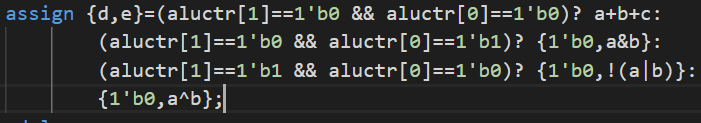 assign {d,e}=(aluctr[1]==1'b0 && aluctr[0]==1'b0)? a+b+c:
(aluctr[1]==1'b0 && aluctr[0]==1'b1)? {1'b0,a&b}:
(aluctr[1]==1'b1 && aluctr[0]==1'b0)? {1'b0,!(a|b)}:
{1'b0,a^b};